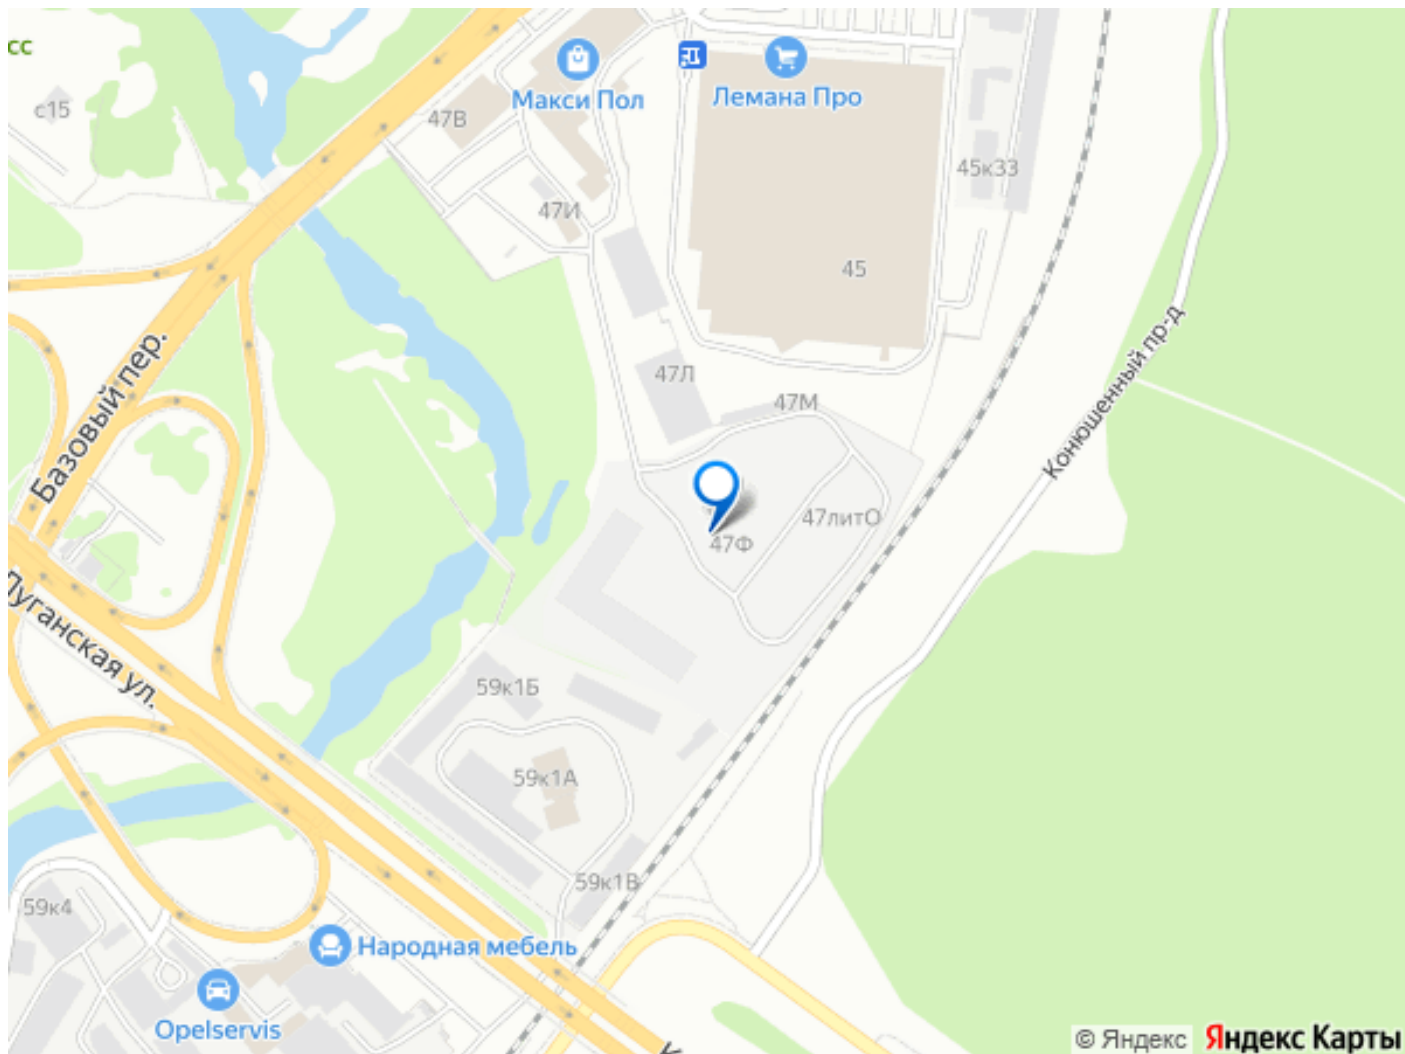 сс
с15
Макси Пол
Лемана Про
47В
45к33
47И
45
Базовый пер.
47Л
47М
Конюшенный пр-д
47литО
47Ф
Луганская ул.
59к1Б
59к1А
59к1В
59к4
Народная мебель
Opelservis
© Яндекс
Яндекс Карты